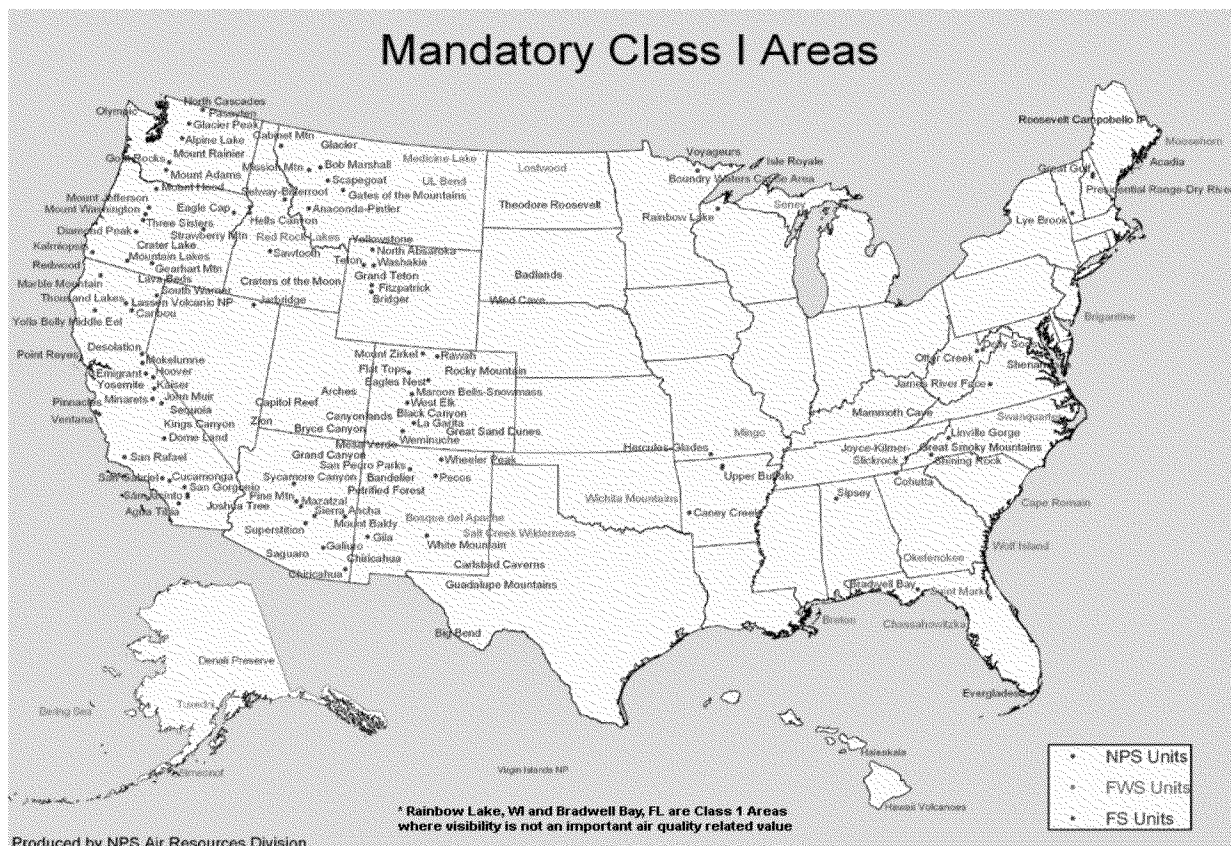 Mandatory Class I Areas
North Cascades
Olympic
Pasayten
Glacier Peak
Alpine Lake
Goat Rocks
Mount Rainier
Mount Adams
Mount Hood
Mount Jefferson
Mount Washington
Eagle Cap
Three Sisters
Diamond Peak
Strawberry Mtn
Hells Canyon
Kalmiopsis
Crater Lake
Mountain Lakes
Gearhart Mtn
Redwood
Marble Mountain
Lava Beds
South Warner
Thousand Lakes
Lassen Volcanic NP
Caribou
Jarbridge
Yolla Bolly Middle Eel
Point Reyes
Desolation
Mokelumne
Emigrant
Hoover
Yosemite
Kaiser
Pinnacles
Minarets
John Muir
Ventana
Sequoia
Kings Canyon
Dome Land
San Rafael
San Gabriel
Cucamonga
San Gorgonio
San Jacinto
Joshua Tree
Agua Tibia
Cabinet Mtn
Glacier
Medicine Lake
Mission Mtn
Bob Marshall
Scapegoat
UL Bend
Selway-Bitterroot
Gates of the Mountains
Anaconda-Pintler
Red Rock-Lakes
Sawtooth
Yellowstone
North Absaroka
Teton
Washakie
Grand Teton
Craters of the Moon
Fitzpatrick
Bridger
Lostwood
Theodore Roosevelt
Badlands
Wind Cave
Mount Zirkel
Rawah
Flat Tops
Rocky Mountain
Eagles Nest
Arches
Maroon Bells-Snowmass
Capitol Reef
West Elk
Canyonlands
Black Canyon
Zion
Bryce Canyon
La Garita
Weminuche
Great Sand Dunes
Mesa Verde
Grand Canyon
Wheeler Peak
San Pedro Parks
Sycamore Canyon
Bandelier
Pecos
Petrified Forest
Pine Mtn
Mazatzal
Sierra Ancha
Superstition
Mount Baldy
Bosque del Apache
Gila
Salt Creek Wilderness
White Mountain
Saguaro
Galiuro
Chiricahua
Chiricahua
Carlsbad Caverns
Guadalupe Mountains
Big Bend
Wichita Mountains
Voyageurs
Isle Royale
Boundry Waters Canoe Area
Rainbow Lake
Seney
Roosevelt Campobello IP
Moosehorn
Acadia
Great Gulf
Presidential Range-Dry River
Lye Brook
Brigantine
Dolly Sods
Otter Creek
James River Face
Mammoth Cave
Mingo
Hercules-Glades
Upper Buffalo
Caney Creek
Swanquarter
Linville Gorge
Joyce-Kilmer-
Slickrock
Great Smoky Mountains
Shining Rock
Cohutta
Sipsey
Cape Romain
Wolf Island
Okefenokee
Bradwell Bay
Saint Marks
Breton
Chassahowitzka
Everglades
Denali Preserve
Bering Sea
Tuxedni
Simeonof
Virgin Islands NP
Haleakala
Hawaii Volcanoes
NPS Units
FWS Units
FS Units
* Rainbow Lake, WI and Bradwell Bay, FL are Class 1 Areas
where visibility is not an important air quality related value
Produced by NPS Air Resources Division